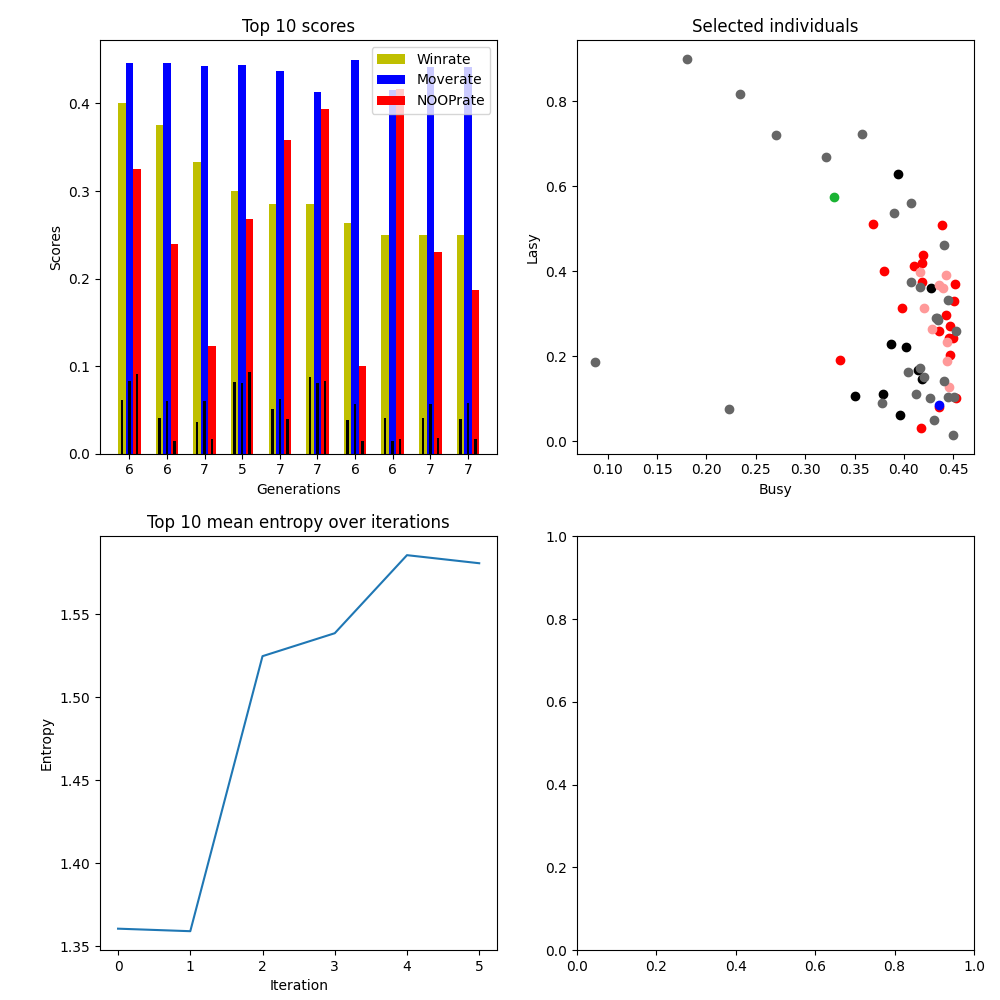 Top 10 scores
Winrate
Moverate
NOOPrate
Scores
0.4
0.3
0.2
0.1
0.0
6 6 7 5 7 7 6 6 7 7
Generations
Selected individuals
Lasy
0.8
0.6
0.4
0.2
0.0
0.10 0.15 0.20 0.25 0.30 0.35 0.40 0.45
Busy
Top 10 mean entropy over iterations
Entropy
1.55
1.50
1.45
1.40
1.35
0 1 2 3 4 5
Iteration
1.0
0.8
0.6
0.4
0.2
0.0
0.0 0.2 0.4 0.6 0.8 1.0